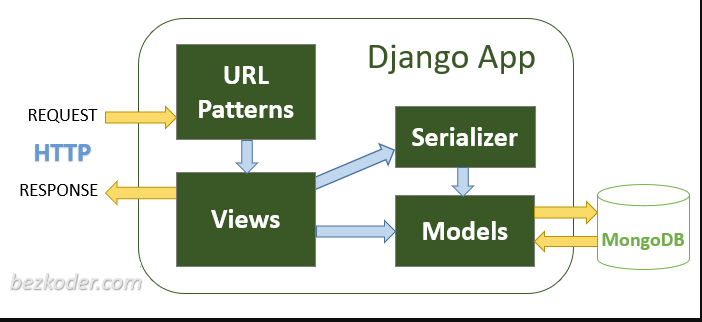 Django App
URL
Patterns
REQUEST
HTTP
RESPONSE
Serializer
Views
Models
MongoDB
bezkoder.com